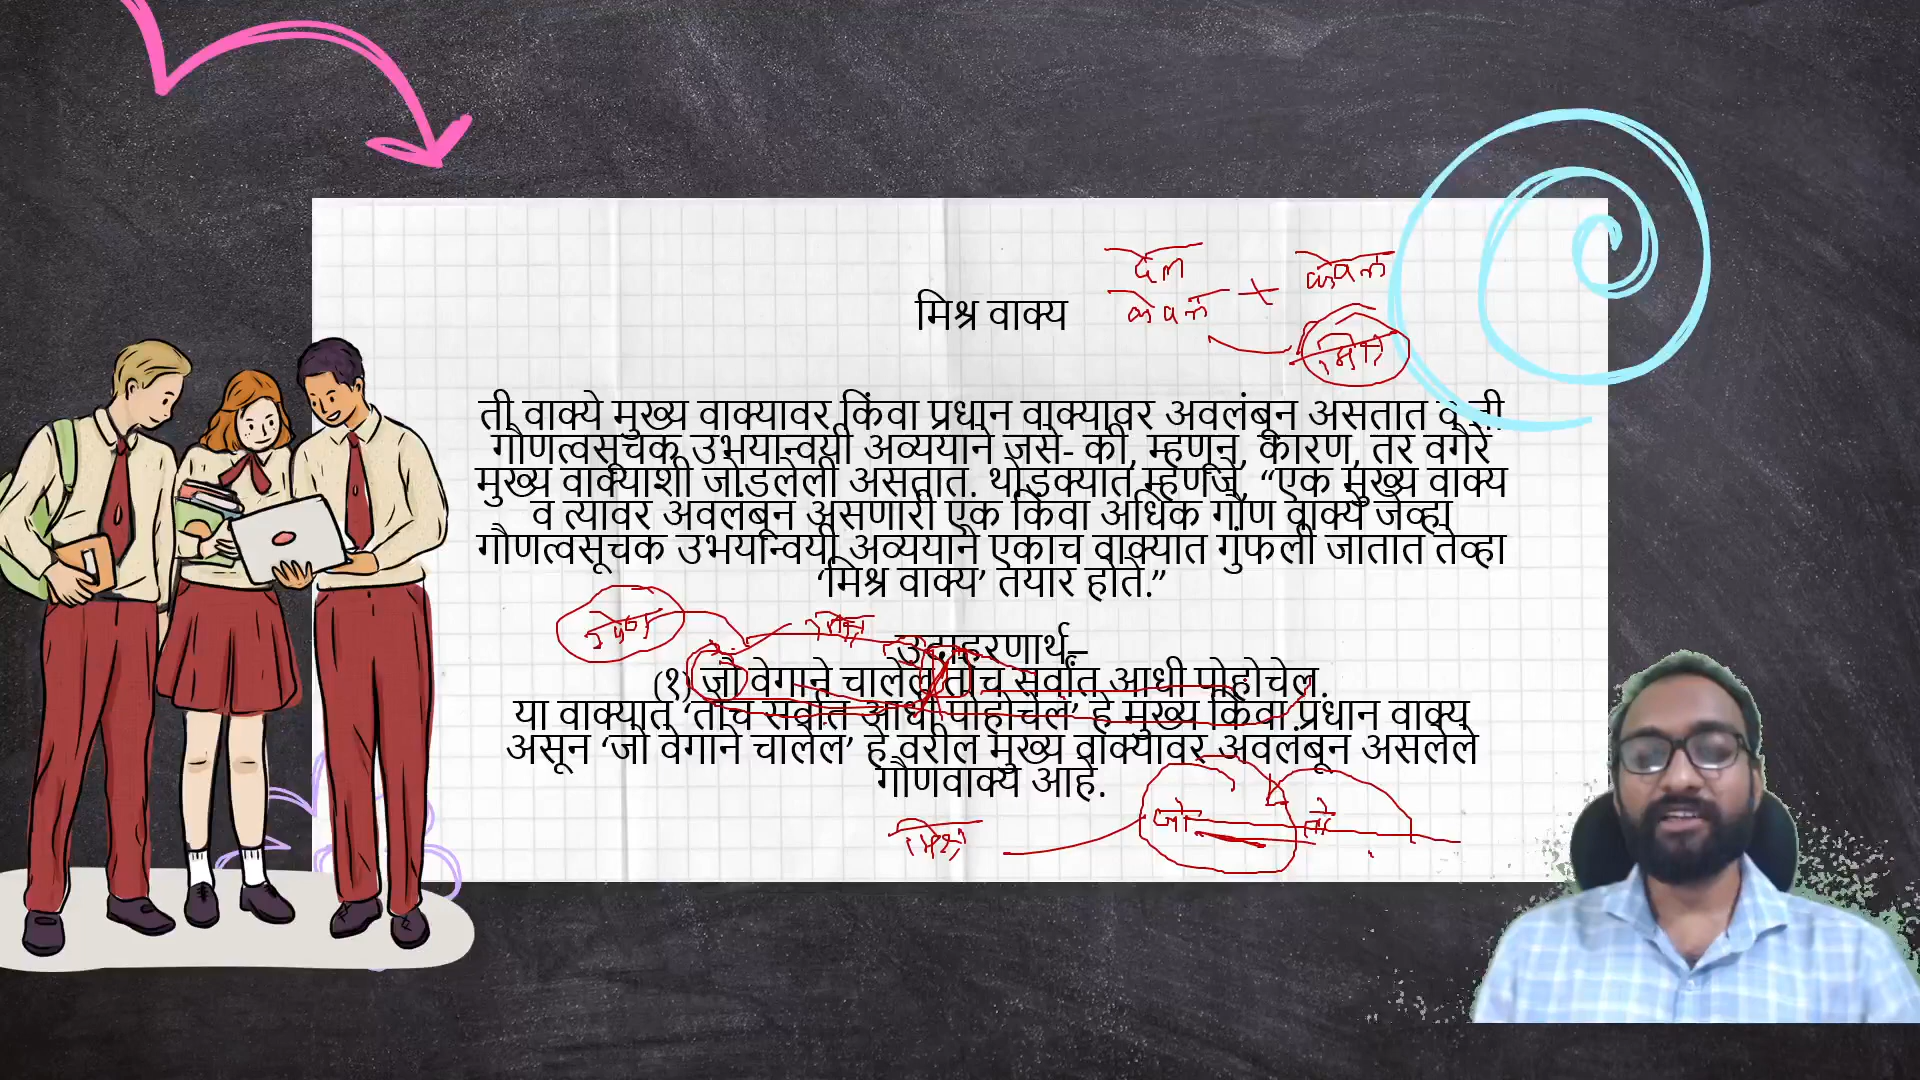 केवल
केवल +
मिश्र वाक्य
ती वाक्ये मुख्य वाक्यावर किंवा प्रधान वाक्यावर अवलंबून असतात व ती
गौणत्वसूचक उभयान्वयी अव्ययाने जसे- की, म्हणून, कारण, तर वगैरे
मुख्य वाक्याशी जोडलेली असतात. थोडक्यात म्हणजे, “एक मुख्य वाक्य
व त्यावर अवलंबून असणारी एक किंवा अधिक गौण वाक्ये जेव्हा
गौणत्वसूचक उभयान्वयी अव्ययाने एकाच वाक्यात गुंफली जातात तेव्हा
‘मिश्र वाक्य’ तयार होते.”
उदाहरणार्थ–
(१) जो वेगाने चालेल तोच सर्वांत आधी पोहोचेल.
या वाक्यात ‘तोच सर्वांत आधी पोहोचेल’ हे मुख्य किंवा प्रधान वाक्य
असून ‘जो वेगाने चालेल’ हे वरील मुख्य वाक्यावर अवलंबून असलेले
गौणवाक्य आहे.
जो तो
मिश्र